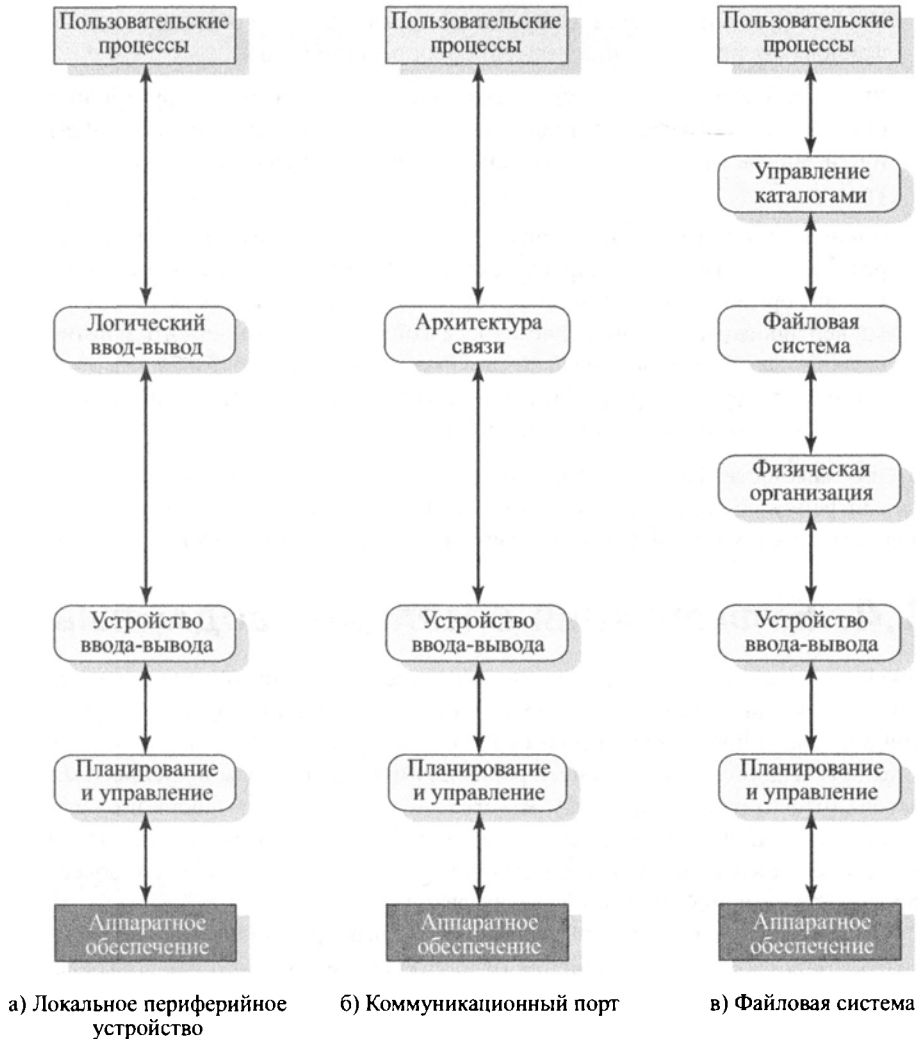 Пользовательские
процессы
Логический
ввод-вывод
Устройство
ввода-вывода
Планирование
и управление
Аппаратное
обеспечение
а) Локальное периферийное
устройство
Пользовательские
процессы
Архитектура
связи
Устройство
ввода-вывода
Планирование
и управление
Аппаратное
обеспечение
б) Коммуникационный порт
Пользовательские
процессы
Управление
каталогами
Файловая
система
Физическая
организация
Устройство
ввода-вывода
Планирование
и управление
Аппаратное
обеспечение
в) Файловая система